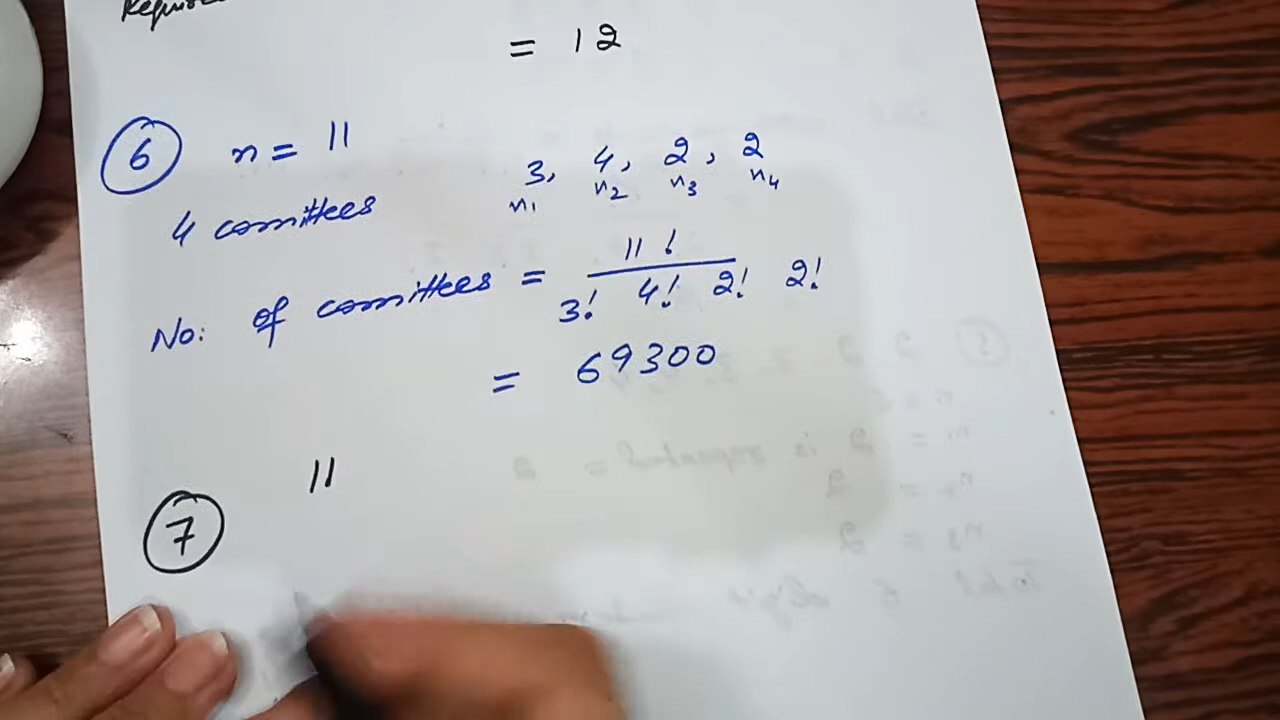 = 12
6 n = 11
3, 4, 2, 2
n1 n2 n3 n4
4 comittees
No: of comittees = 11! / 3! 4! 2! 2!
= 69300
7 11